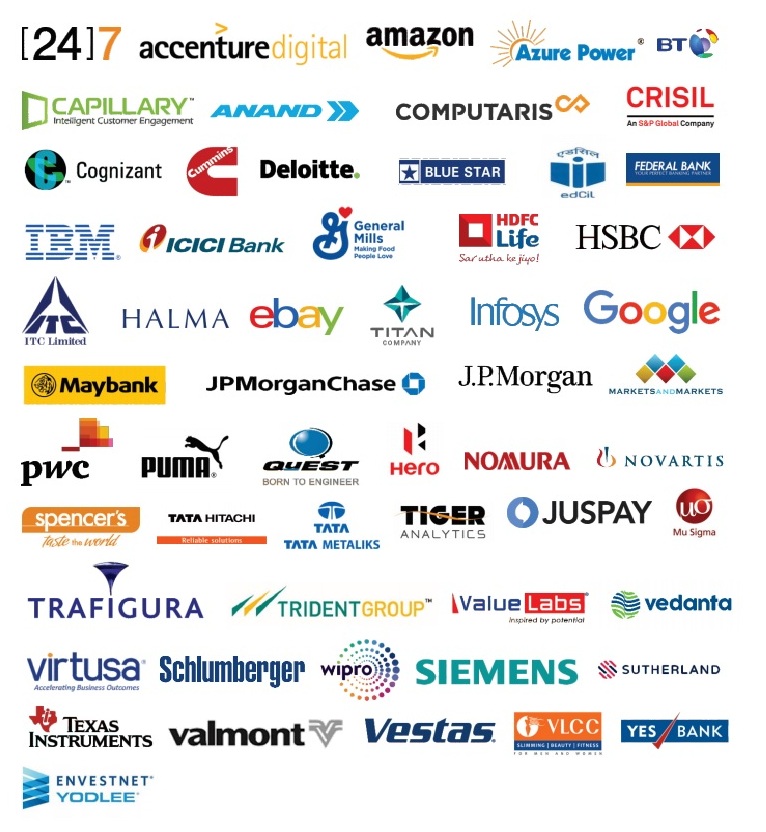 [24]7 accenturedigital amazon Azure Power® BT
CAPILLARY™
Intelligent Customer Engagement
ANAND
COMPUTARIS
CRISIL
An S&P Global Company
Cognizant
Cummins
Deloitte.
BLUE STAR
एडसिल
edCiL
FEDERAL BANK
YOUR PERFECT BANKING PARTNER
IBM®
ICICI Bank
General
Mills
Making Food
People Love
HDFC
Life
Sar utha ke jiyo!
HSBC
ITC Limited
HALMA
ebay
TITAN
COMPANY
Infosys
Google
Maybank
JPMorganChase
J.P.Morgan
MARKETSANDMARKETS
pwc
PUMA®
QUEST
BORN TO ENGINEER
Hero
NOMURA
NOVARTIS
spencer's
taste the world
TATA HITACHI
Reliable solutions
TATA
TATA METALIKS
TIGER
ANALYTICS
JUSPAY
Mu Sigma
TRAFIGURA
TRIDENTGROUP™
Value Labs®
Inspired by potential
vedanta
virtusa®
Accelerating Business Outcomes
Schlumberger
wipro
SIEMENS
SUTHERLAND
TEXAS
INSTRUMENTS
valmont
Vestas®
VLCC
SLIMMING | BEAUTY | FITNESS
FOR MEN AND WOMEN
YES BANK
ENVESTNET®
YODLEE®